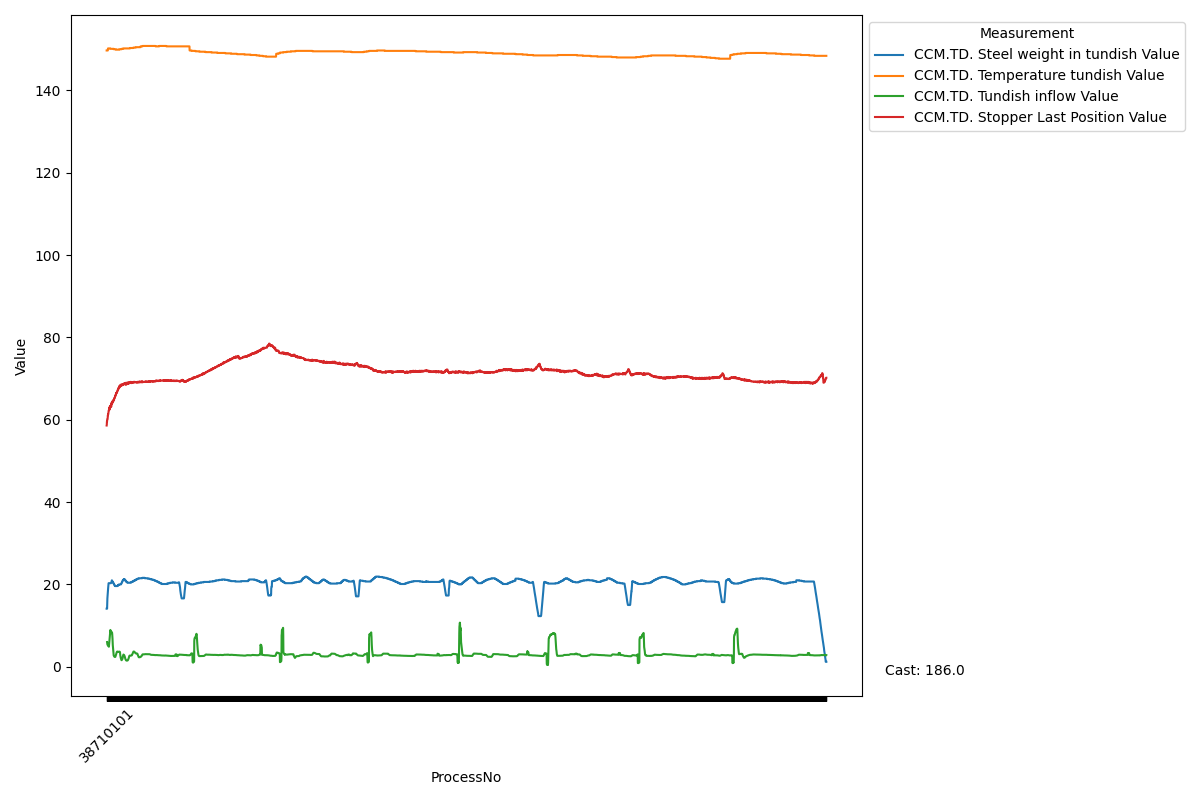 Measurement
CCM.TD. Steel weight in tundish Value
CCM.TD. Temperature tundish Value
CCM.TD. Tundish inflow Value
CCM.TD. Stopper Last Position Value
Value
140
120
100
80
60
40
20
0
Cast: 186.0
38710101
ProcessNo